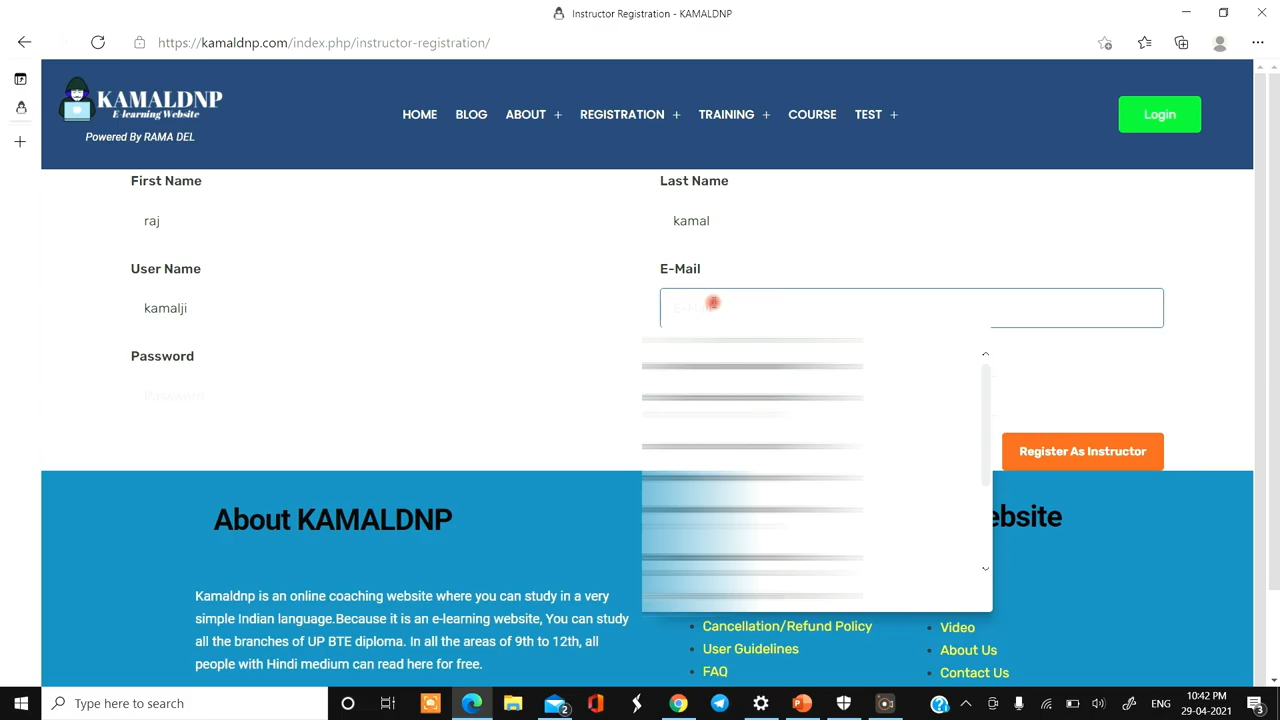 Instructor Registration - KAMALDNP
https://kamaldnp.com/index.php/instructor-registration/
KAMALDNP
E-learning Website
Powered By RAMA DEL
HOME BLOG ABOUT + REGISTRATION + TRAINING + COURSE TEST +
Login
First Name
Last Name
raj
kamal
User Name
E-Mail
kamalji
Password
Password
Register As Instructor
About KAMALDNP
Kamaldnp is an online coaching website where you can study in a very
simple Indian language.Because it is an e-learning website, You can study
all the branches of UP BTE diploma. In all the areas of 9th to 12th, all
people with Hindi medium can read here for free.
Cancellation/Refund Policy
User Guidelines
FAQ
Video
About Us
Contact Us
Type here to search
2
ENG
10:42 PM
29-04-2021
3